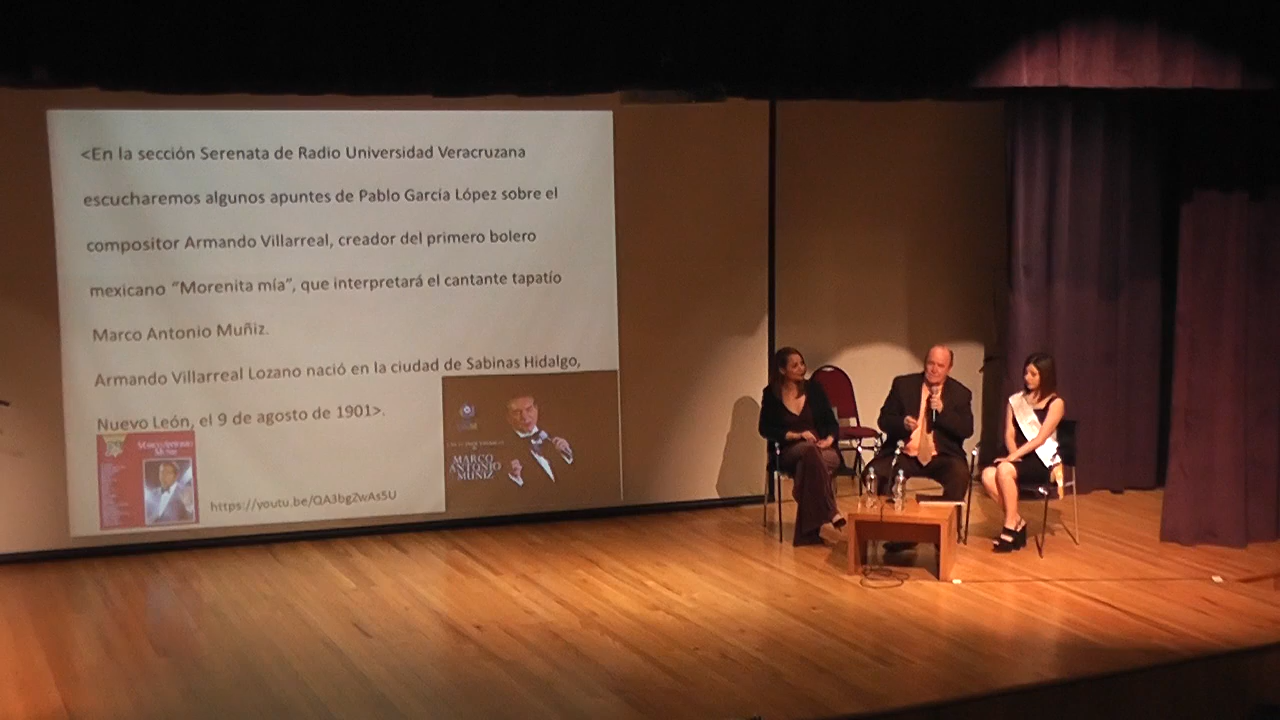 <En la sección Serenata de Radio Universidad Veracruzana
escucharemos algunos apuntes de Pablo García López sobre el
compositor Armando Villarreal, creador del primero bolero
mexicano “Morenita mía”, que interpretará el cantante tapatío
Marco Antonio Muñiz.
Armando Villarreal Lozano nació en la ciudad de Sabinas Hidalgo,
Nuevo León, el 9 de agosto de 1901>.
MARCO ANTONIO
MUÑIZ
MARCO
ANTONIO
MUÑIZ
https://youtu.be/QA3bgZwAs5U